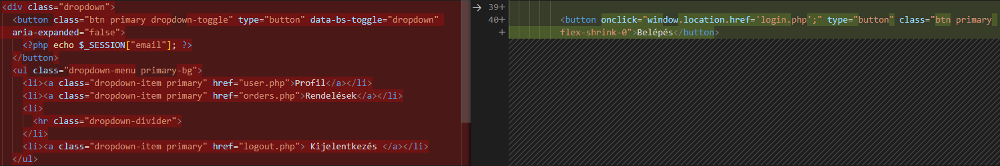 <div class="dropdown">
<button class="btn primary dropdown-toggle" type="button" data-bs-toggle="dropdown"
aria-expanded="false">
<?php echo $_SESSION["email"]; ?>
</button>
<ul class="dropdown-menu primary-bg">
<li><a class="dropdown-item primary" href="user.php">Profil</a></li>
<li><a class="dropdown-item primary" href="orders.php">Rendelések</a></li>
<li>
<hr class="dropdown-divider">
</li>
<li><a class="dropdown-item primary" href="logout.php"> Kijelentkezés </a></li>
</ul>
→ 39+
40+ <button onclick="window.location.href='login.php';" type="button" class="btn primary
+ flex-shrink-0">Belépés</button>